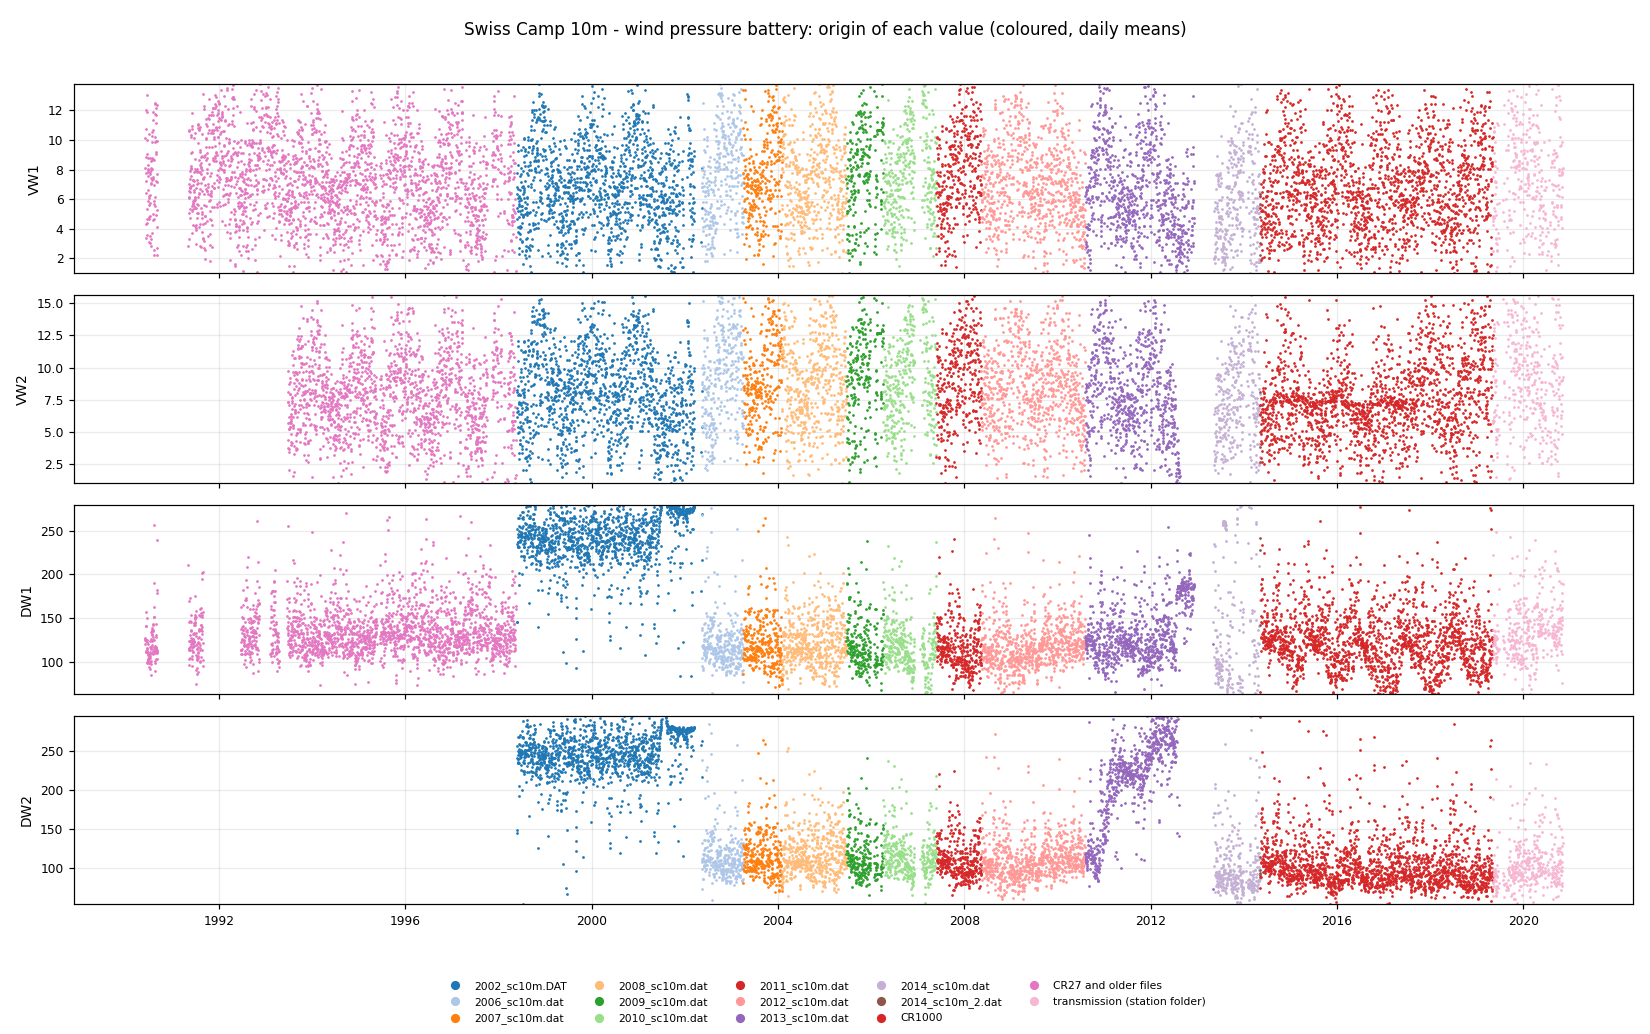 Swiss Camp 10m - wind pressure battery: origin of each value (coloured, daily means)
VW1
12
10
8
6
4
2
VW2
15.0
12.5
10.0
7.5
5.0
2.5
DW1
250
200
150
100
DW2
250
200
150
100
1992 1996 2000 2004 2008 2012 2016 2020
2002_sc10m.DAT 2008_sc10m.dat 2011_sc10m.dat 2014_sc10m.dat CR27 and older files
2006_sc10m.dat 2009_sc10m.dat 2012_sc10m.dat 2014_sc10m_2.dat transmission (station folder)
2007_sc10m.dat 2010_sc10m.dat 2013_sc10m.dat CR1000